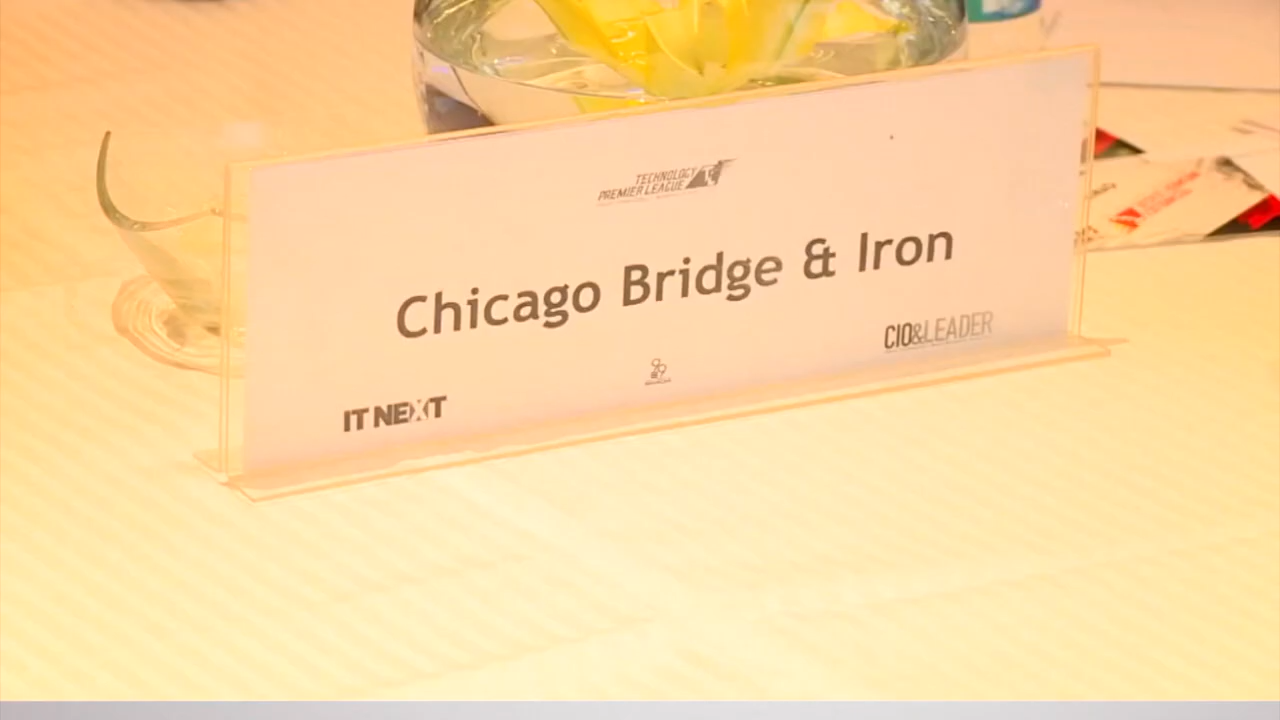 TECHNOLOGY
PREMIER LEAGUE
Chicago Bridge & Iron
CIO&LEADER
IT NEXT